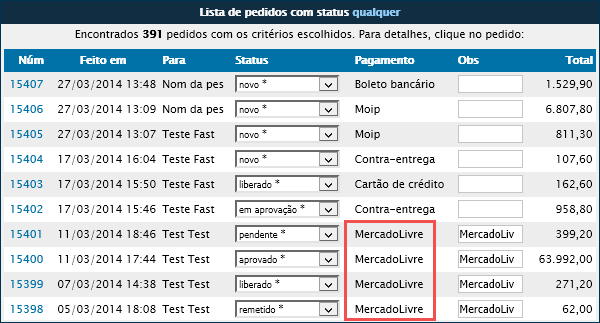 Lista de pedidos com status qualquer
Encontrados 391 pedidos com os critérios escolhidos. Para detalhes, clique no pedido:
Núm Feito em Para Status Pagamento Obs Total
15407 27/03/2014 13:48 Nom da pes novo * Boleto bancário 1.529,90
15406 27/03/2014 13:09 Nom da pes novo * Moip 6.807,80
15405 27/03/2014 13:07 Teste Fast novo * Moip 811,30
15404 17/03/2014 16:04 Teste Fast novo * Contra-entrega 107,60
15403 17/03/2014 15:50 Teste Fast liberado * Cartão de crédito 162,60
15402 17/03/2014 15:46 Teste Fast em aprovação * Contra-entrega 958,80
15401 11/03/2014 18:46 Test Test pendente * MercadoLivre MercadoLiv 399,20
15400 11/03/2014 17:44 Test Test aprovado * MercadoLivre MercadoLiv 63.992,00
15399 07/03/2014 14:38 Test Test liberado * MercadoLivre MercadoLiv 271,20
15398 05/03/2014 18:08 Test Test remetido * MercadoLivre MercadoLiv 62,00